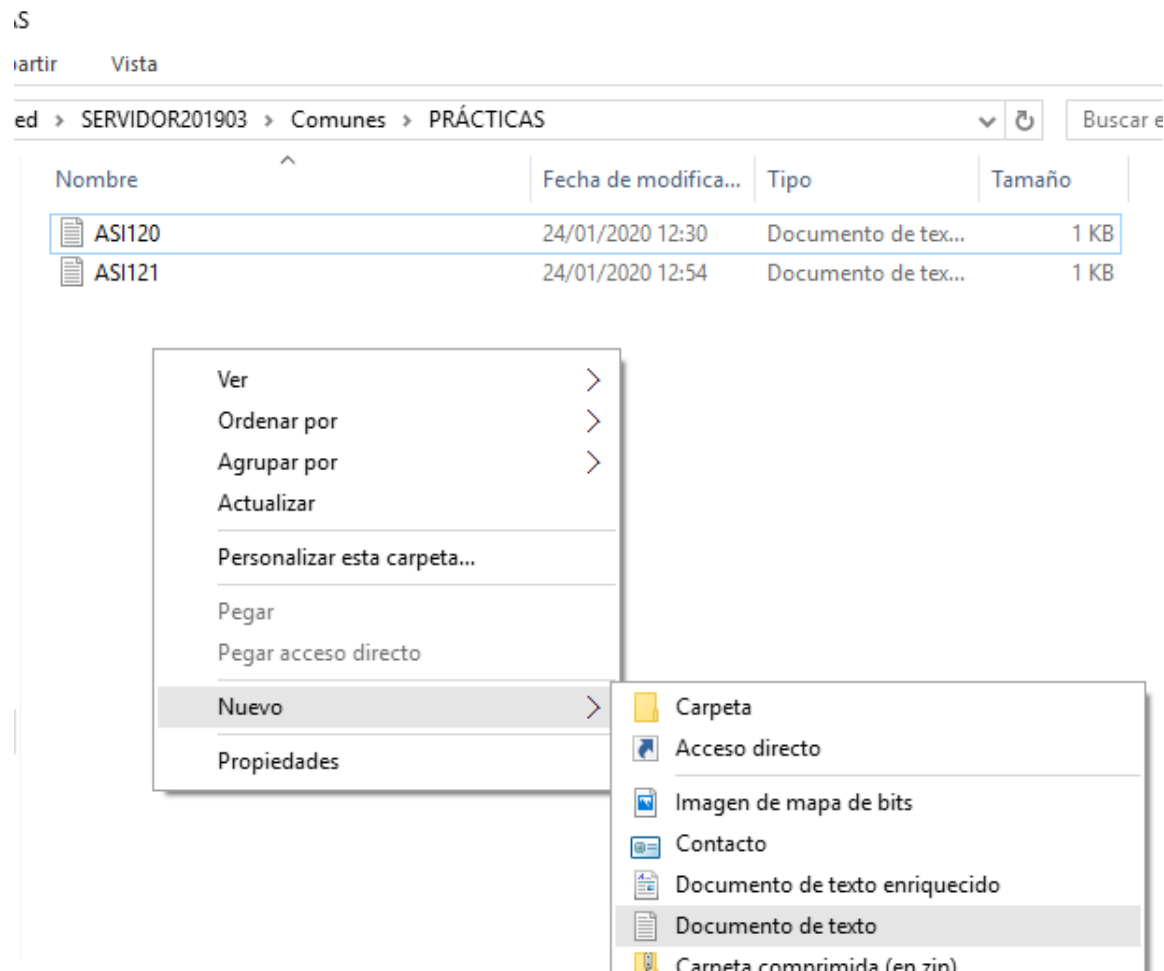 AS
partir Vista
ed > SERVIDOR201903 > Comunes > PRÁCTICAS Buscar e
Nombre Fecha de modifica... Tipo Tamaño
ASI120 24/01/2020 12:30 Documento de tex... 1 KB
ASI121 24/01/2020 12:54 Documento de tex... 1 KB
Ver
Ordenar por
Agrupar por
Actualizar
Personalizar esta carpeta...
Pegar
Pegar acceso directo
Nuevo
Propiedades
Carpeta
Acceso directo
Imagen de mapa de bits
Contacto
Documento de texto enriquecido
Documento de texto
Carpeta comprimida (en zip)